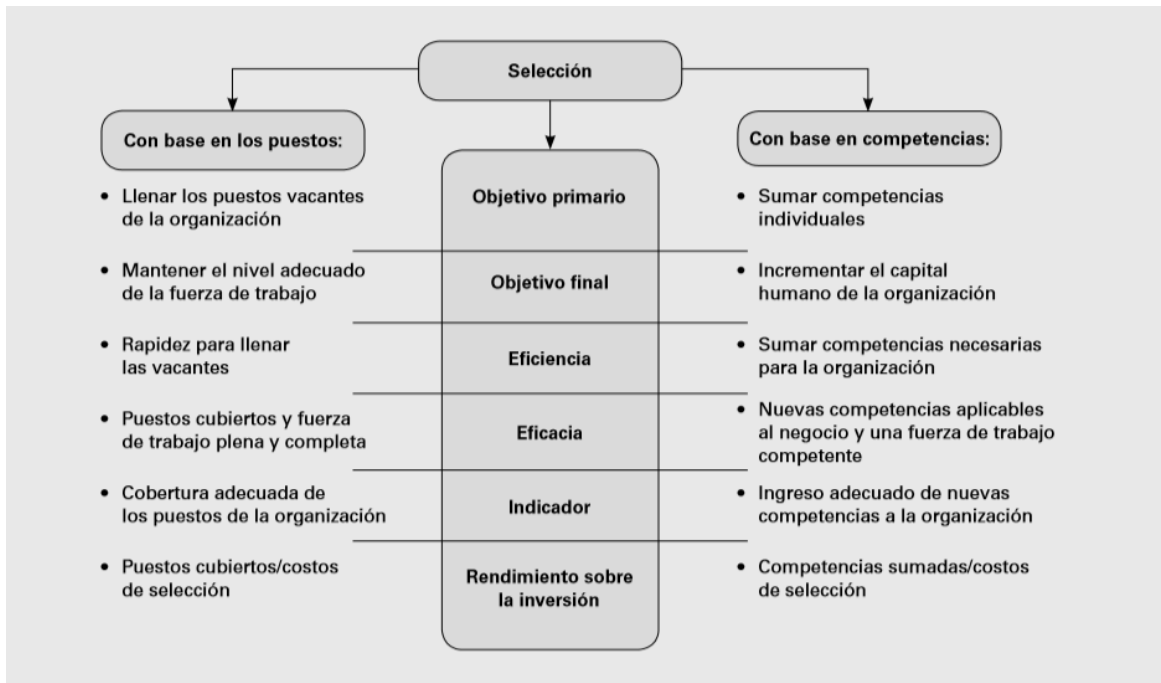 Selección
Con base en los puestos:
Con base en competencias:
• Llenar los puestos vacantes
de la organización
Objetivo primario
• Sumar competencias
individuales
• Mantener el nivel adecuado
de la fuerza de trabajo
Objetivo final
• Incrementar el capital
humano de la organización
• Rapidez para llenar
las vacantes
Eficiencia
• Sumar competencias necesarias
para la organización
• Puestos cubiertos y fuerza
de trabajo plena y completa
Eficacia
• Nuevas competencias aplicables
al negocio y una fuerza de trabajo
competente
• Cobertura adecuada de
los puestos de la organización
Indicador
• Ingreso adecuado de nuevas
competencias a la organización
• Puestos cubiertos/costos
de selección
Rendimiento sobre
la inversión
• Competencias sumadas/costos
de selección